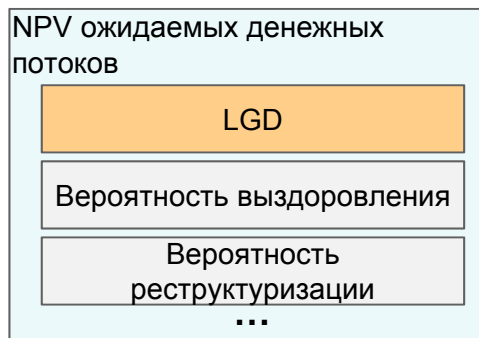 NPV ожидаемых денежных
потоков
LGD
Вероятность выздоровления
Вероятность
реструктуризации
...